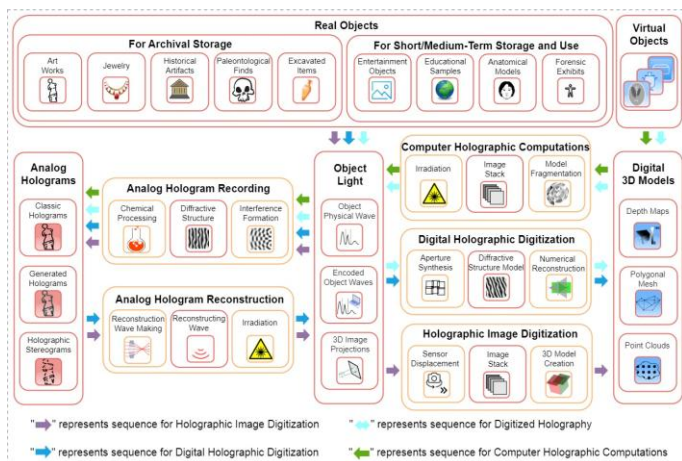 Real Objects
For Archival Storage
Art
Works
Jewelry
Historical
Artifacts
Paleontological
Finds
Excavated
Items
For Short/Medium-Term Storage and Use
Entertainment
Objects
Educational
Samples
Anatomical
Models
Forensic
Exhibits
Virtual
Objects
Analog
Holograms
Classic
Holograms
Generated
Holograms
Holographic
Stereograms
Analog Hologram Recording
Chemical
Processing
Diffractive
Structure
Interference
Formation
Analog Hologram Reconstruction
Reconstruction
Wave Making
Reconstructing
Wave
Irradiation
Object
Light
Object
Physical Wave
Encoded
Object Waves
3D Image
Projections
Computer Holographic Computations
Irradiation
Image
Stack
Model
Fragmentation
Digital Holographic Digitization
Aperture
Synthesis
Diffractive
Structure Model
Numerical
Reconstruction
Holographic Image Digitization
Sensor
Displacement
Image
Stack
3D Model
Creation
Digital
3D Models
Depth Maps
Polygonal
Mesh
Point Clouds
"" represents sequence for Holographic Image Digitization
"" represents sequence for Digitized Holography
"" represents sequence for Digital Holographic Digitization
"" represents sequence for Computer Holographic Computations